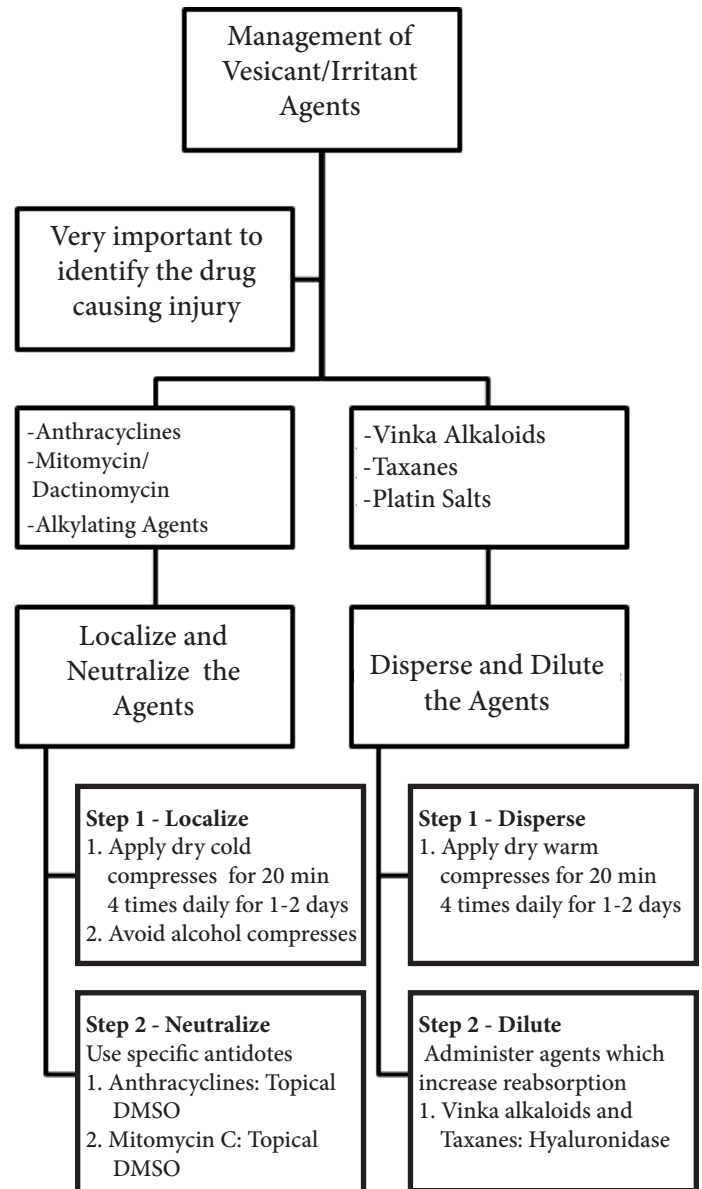 Management of
Vesicant/Irritant
Agents
Very important to
identify the drug
causing injury
-Anthracyclines
-Mitomycin/
Dactinomycin
-Alkylating Agents
-Vinka Alkaloids
-Taxanes
-Platin Salts
Localize and
Neutralize the
Agents
Disperse and Dilute
the Agents
Step 1 - Localize
1. Apply dry cold
compresses for 20 min
4 times daily for 1-2 days
2. Avoid alcohol compresses
Step 1 - Disperse
1. Apply dry warm
compresses for 20 min
4 times daily for 1-2 days
Step 2 - Neutralize
Use specific antidotes
1. Anthracyclines: Topical
DMSO
2. Mitomycin C: Topical
DMSO
Step 2 - Dilute
Administer agents which
increase reabsorption
1. Vinka alkaloids and
Taxanes: Hyaluronidase